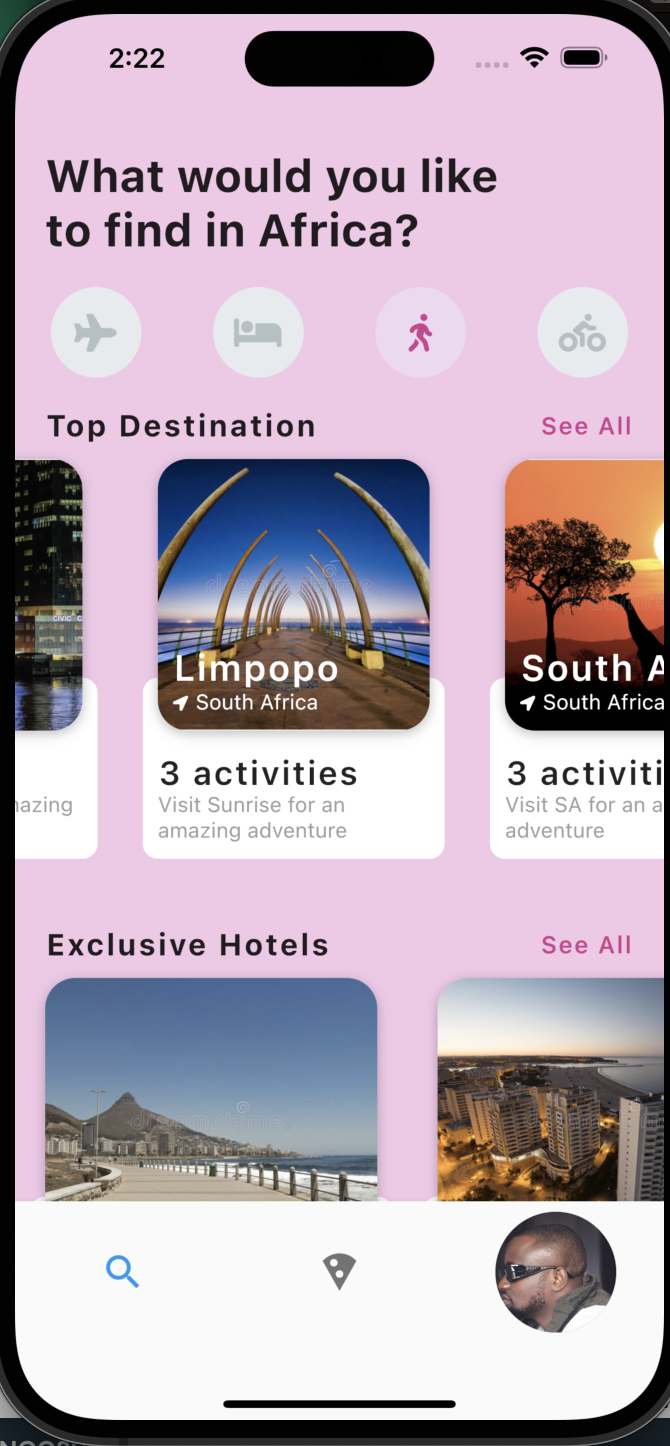 2:22
What would you like
to find in Africa?
Top Destination
See All
CIVIC C
Limpopo
South Africa
South A
South Africa
3 activities
Visit Sunrise for an
amazing adventure
3 activiti
Visit SA for an a
adventure
azing
Exclusive Hotels
See All
dreamstime